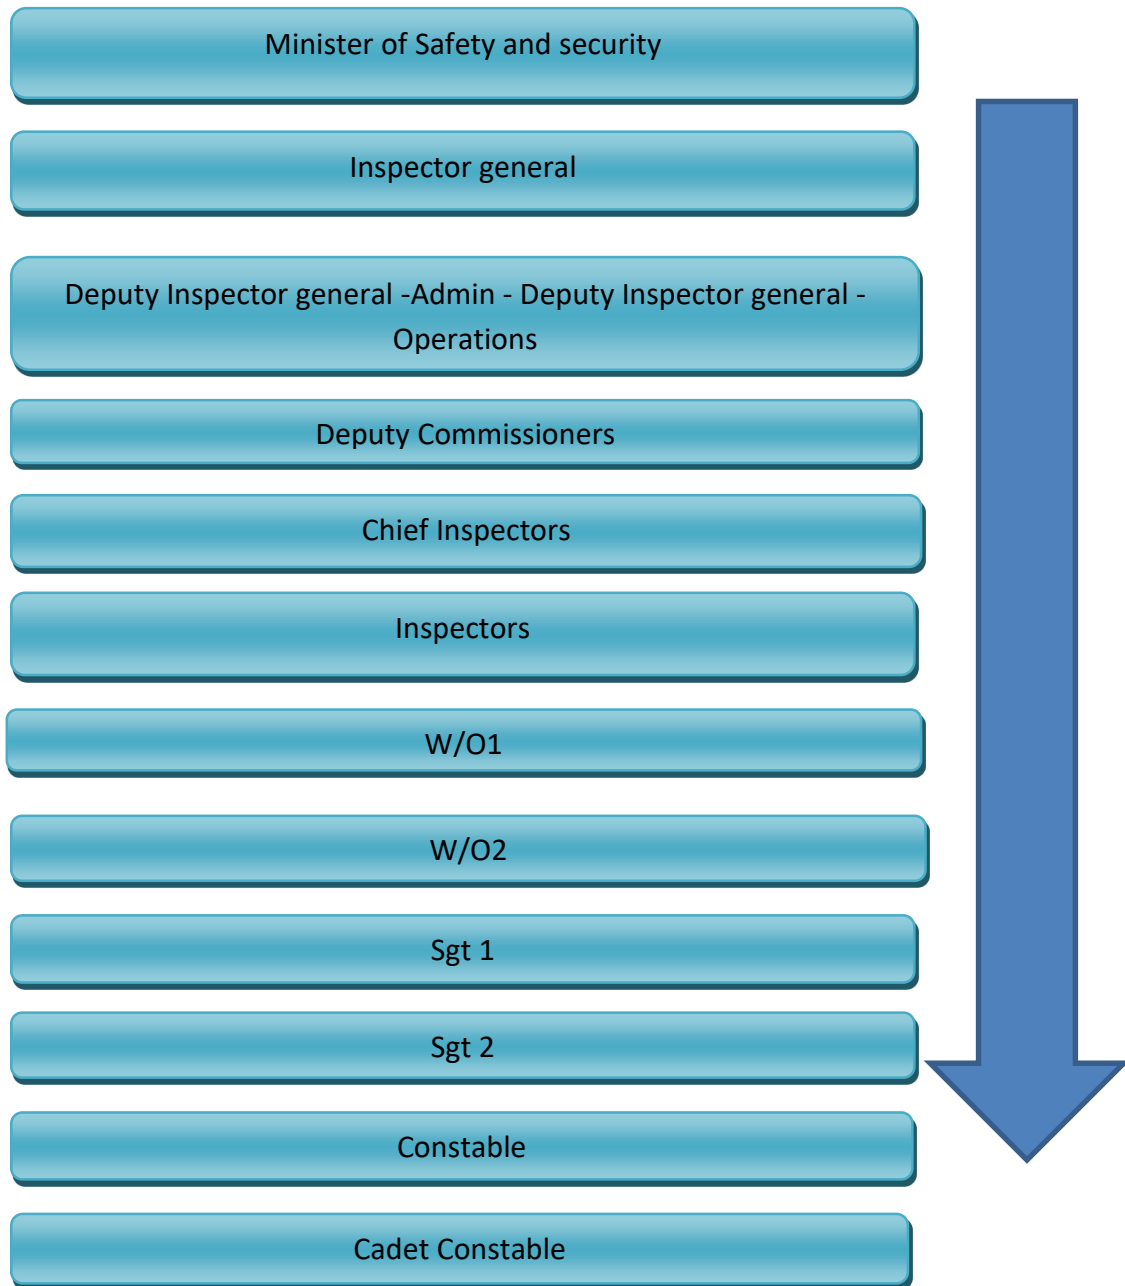 Minister of Safety and security
Inspector general
Deputy Inspector general -Admin - Deputy Inspector general -
Operations
Deputy Commissioners
Chief Inspectors
Inspectors
W/O1
W/O2
Sgt 1
Sgt 2
Constable
Cadet Constable